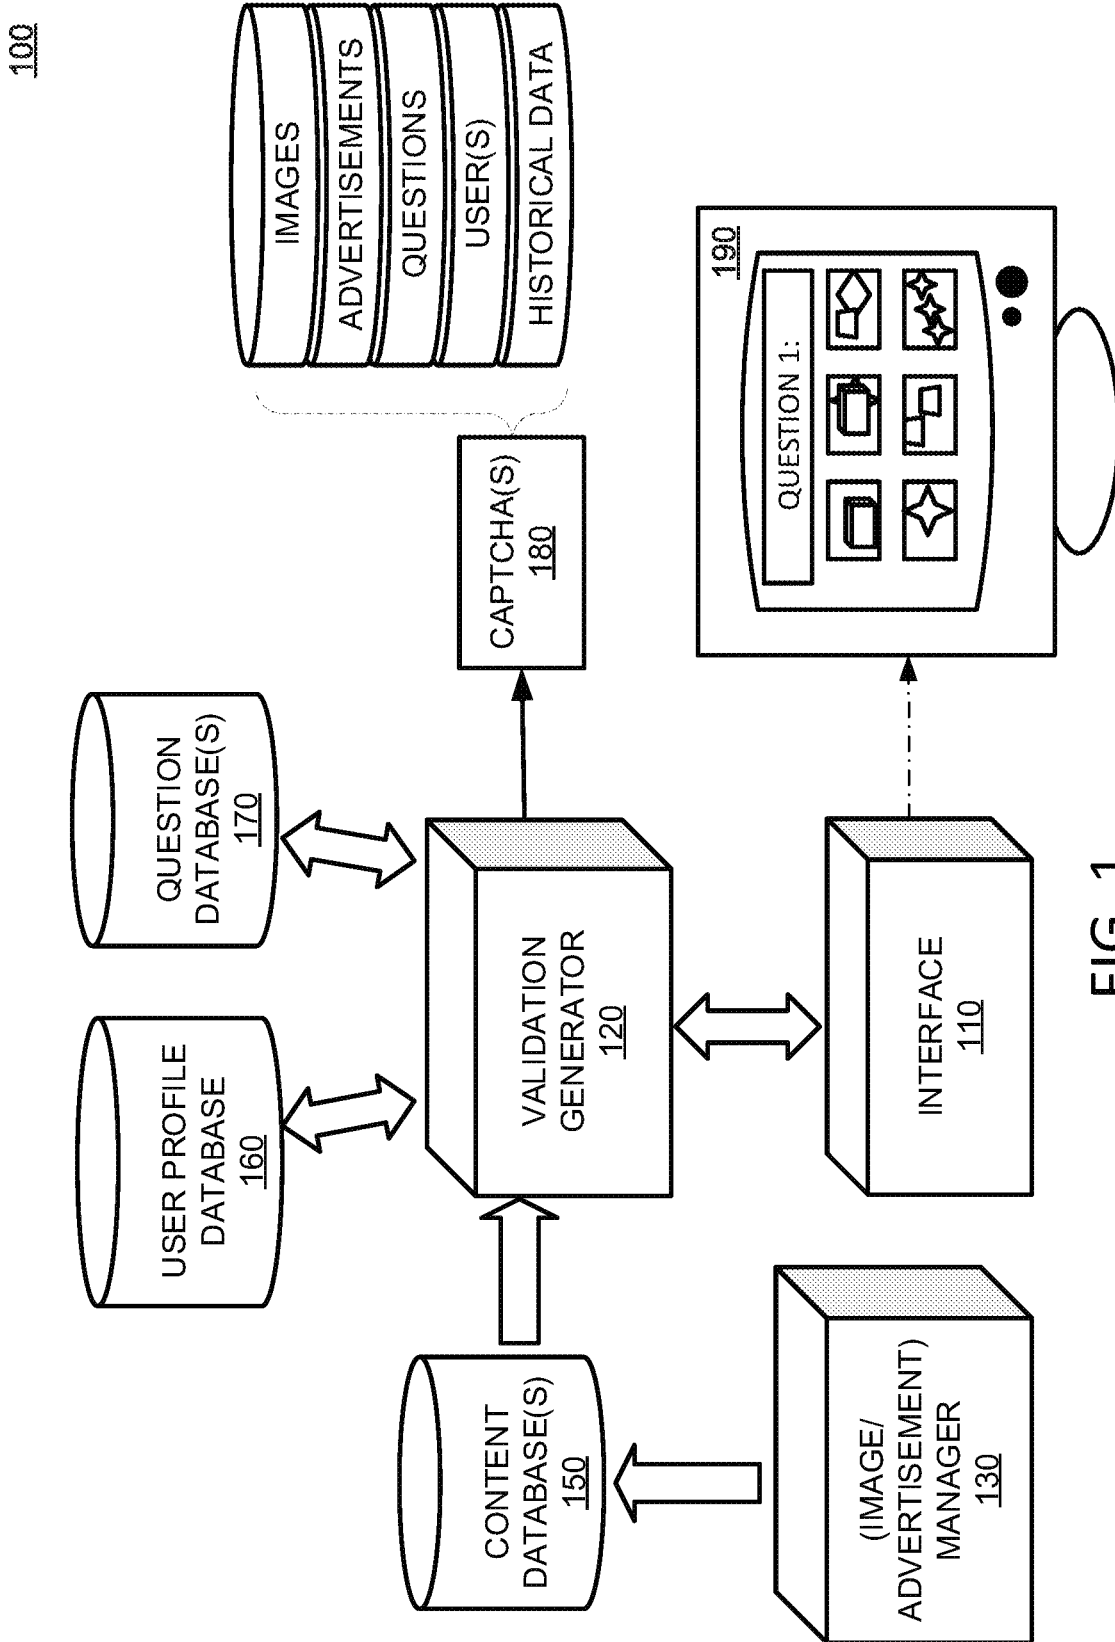 100
IMAGES
ADVERTISEMENTS
QUESTIONS
USER(S)
HISTORICAL DATA
USER PROFILE
DATABASE
160
QUESTION
DATABASE(S)
170
CONTENT
DATABASE(S)
150
VALIDATION
GENERATOR
120
CAPTCHA(S)
180
(IMAGE/
ADVERTISEMENT)
MANAGER
130
INTERFACE
110
190
QUESTION 1:
FIG. 1